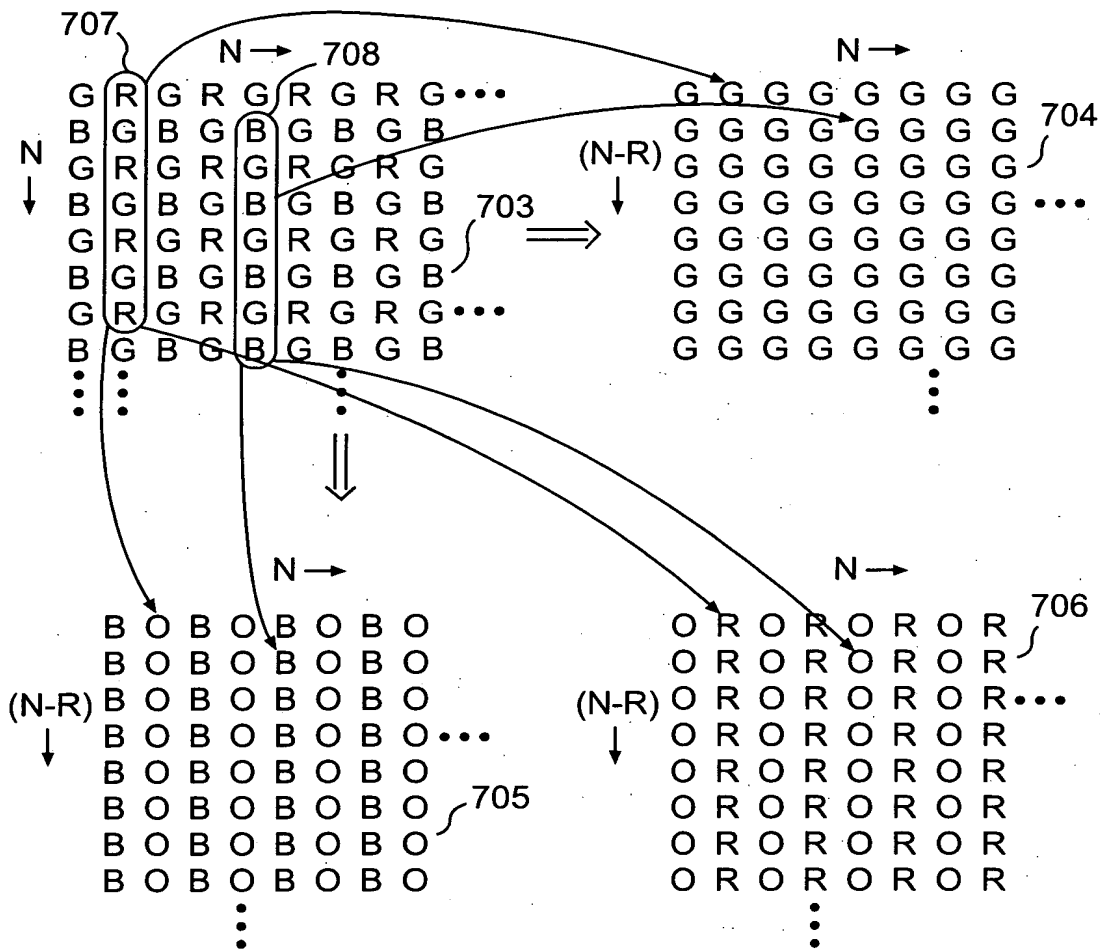 707
N →
708
N →
G R G R G R G R G •••
B G B G B G B G B
G R G R G R G R G
B G B G B G B G B
G R G R G R G R G
B G B G B G B G B
G R G R G R G R G •••
B G B G B G B G B
N
↓
703
G G G G G G G G
G G G G G G G G
G G G G G G G G
G G G G G G G G •••
G G G G G G G G
G G G G G G G G
G G G G G G G G
G G G G G G G G
(N-R)
↓
704
N →
B O B O B O B O
B O B O B O B O
B O B O B O B O
B O B O B O B O •••
B O B O B O B O
B O B O B O B O
B O B O B O B O
B O B O B O B O
(N-R)
↓
705
N →
O R O R O R O R
O R O R O R O R
O R O R O R O R •••
O R O R O R O R
O R O R O R O R
O R O R O R O R
O R O R O R O R
O R O R O R O R
(N-R)
↓
706